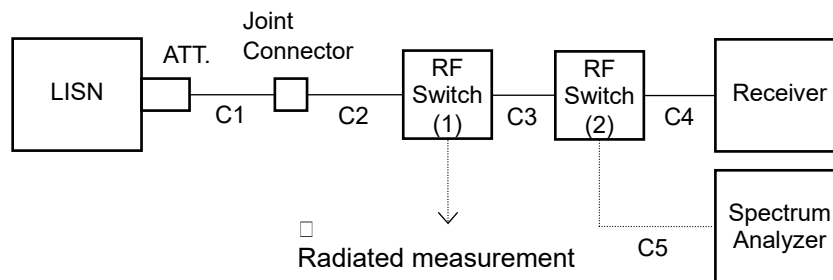 LISN
ATT.
Joint
Connector
C1
C2
RF
Switch
(1)
C3
RF
Switch
(2)
C4
Receiver
Radiated measurement
C5
Spectrum
Analyzer